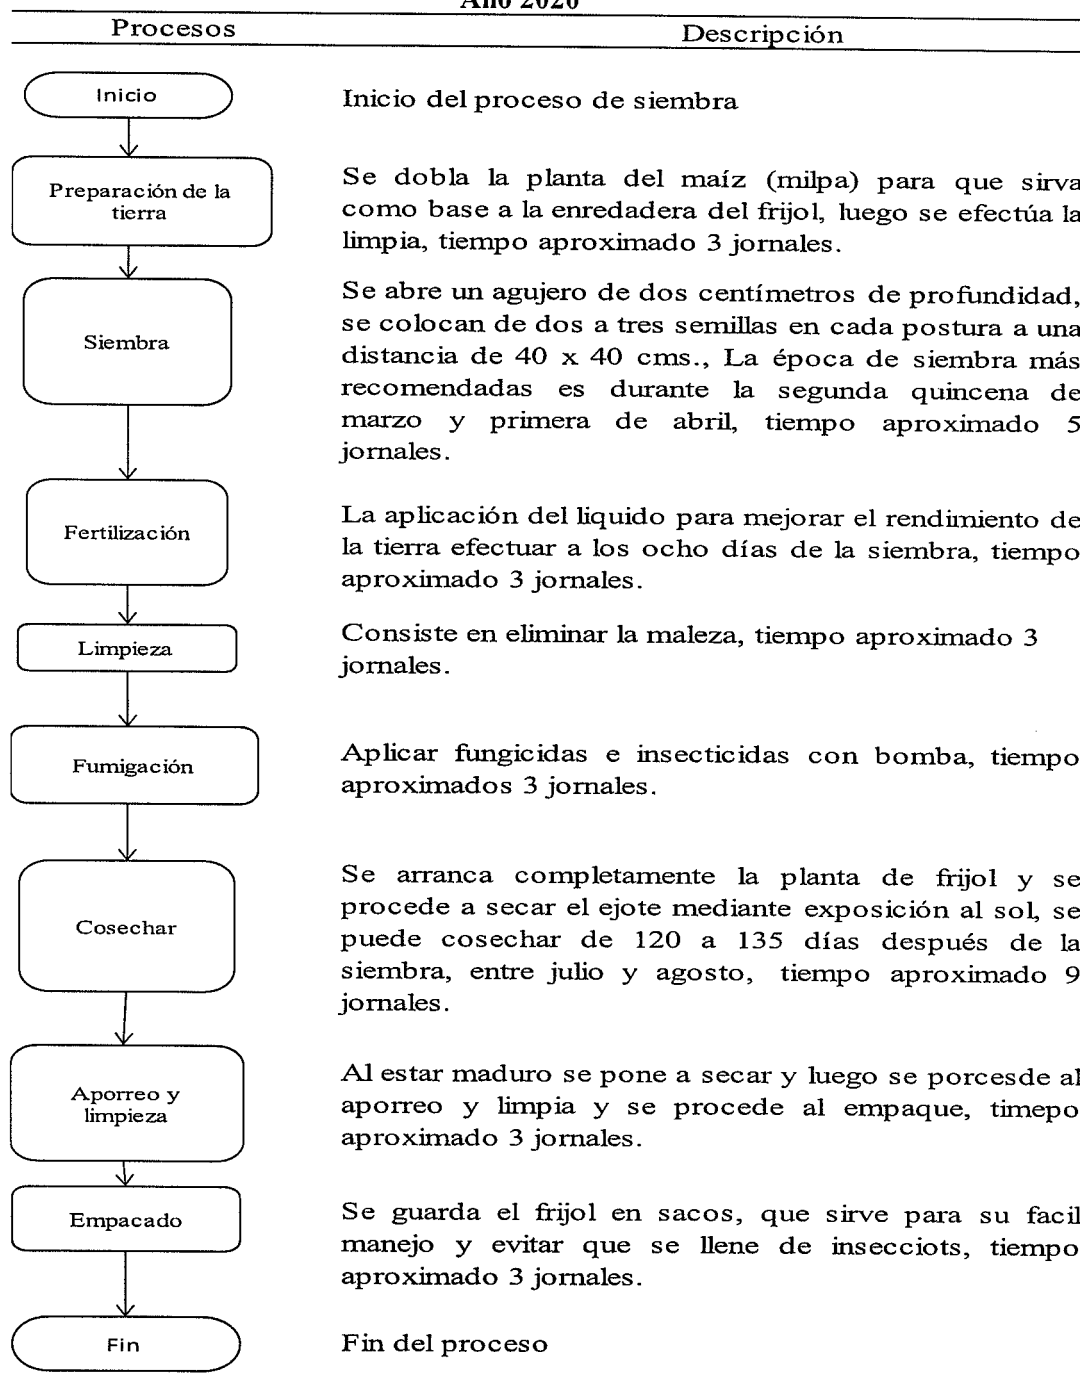 Año 2020
Procesos Descripción
Inicio
Inicio del proceso de siembra
Preparación de la
tierra
Se dobla la planta del maíz (milpa) para que sirva
como base a la enredadera del frijol, luego se efectúa la
limpia, tiempo aproximado 3 jornales.
Siembra
Se abre un agujero de dos centímetros de profundidad,
se colocan de dos a tres semillas en cada postura a una
distancia de 40 x 40 cms., La época de siembra más
recomendadas es durante la segunda quincena de
marzo y primera de abril, tiempo aproximado 5
jornales.
Fertilización
La aplicación del liquido para mejorar el rendimiento de
la tierra efectuar a los ocho días de la siembra, tiempo
aproximado 3 jornales.
Limpieza
Consiste en eliminar la maleza, tiempo aproximado 3
jornales.
Fumigación
Aplicar fungicidas e insecticidas con bomba, tiempo
aproximados 3 jornales.
Cosechar
Se arranca completamente la planta de frijol y se
procede a secar el ejote mediante exposición al sol, se
puede cosechar de 120 a 135 días después de la
siembra, entre julio y agosto, tiempo aproximado 9
jornales.
Aporreo y
limpieza
Al estar maduro se pone a secar y luego se porcesde al
aporreo y limpia y se procede al empaque, timepo
aproximado 3 jornales.
Empacado
Se guarda el frijol en sacos, que sirve para su facil
manejo y evitar que se llene de insecciots, tiempo
aproximado 3 jornales.
Fin
Fin del proceso